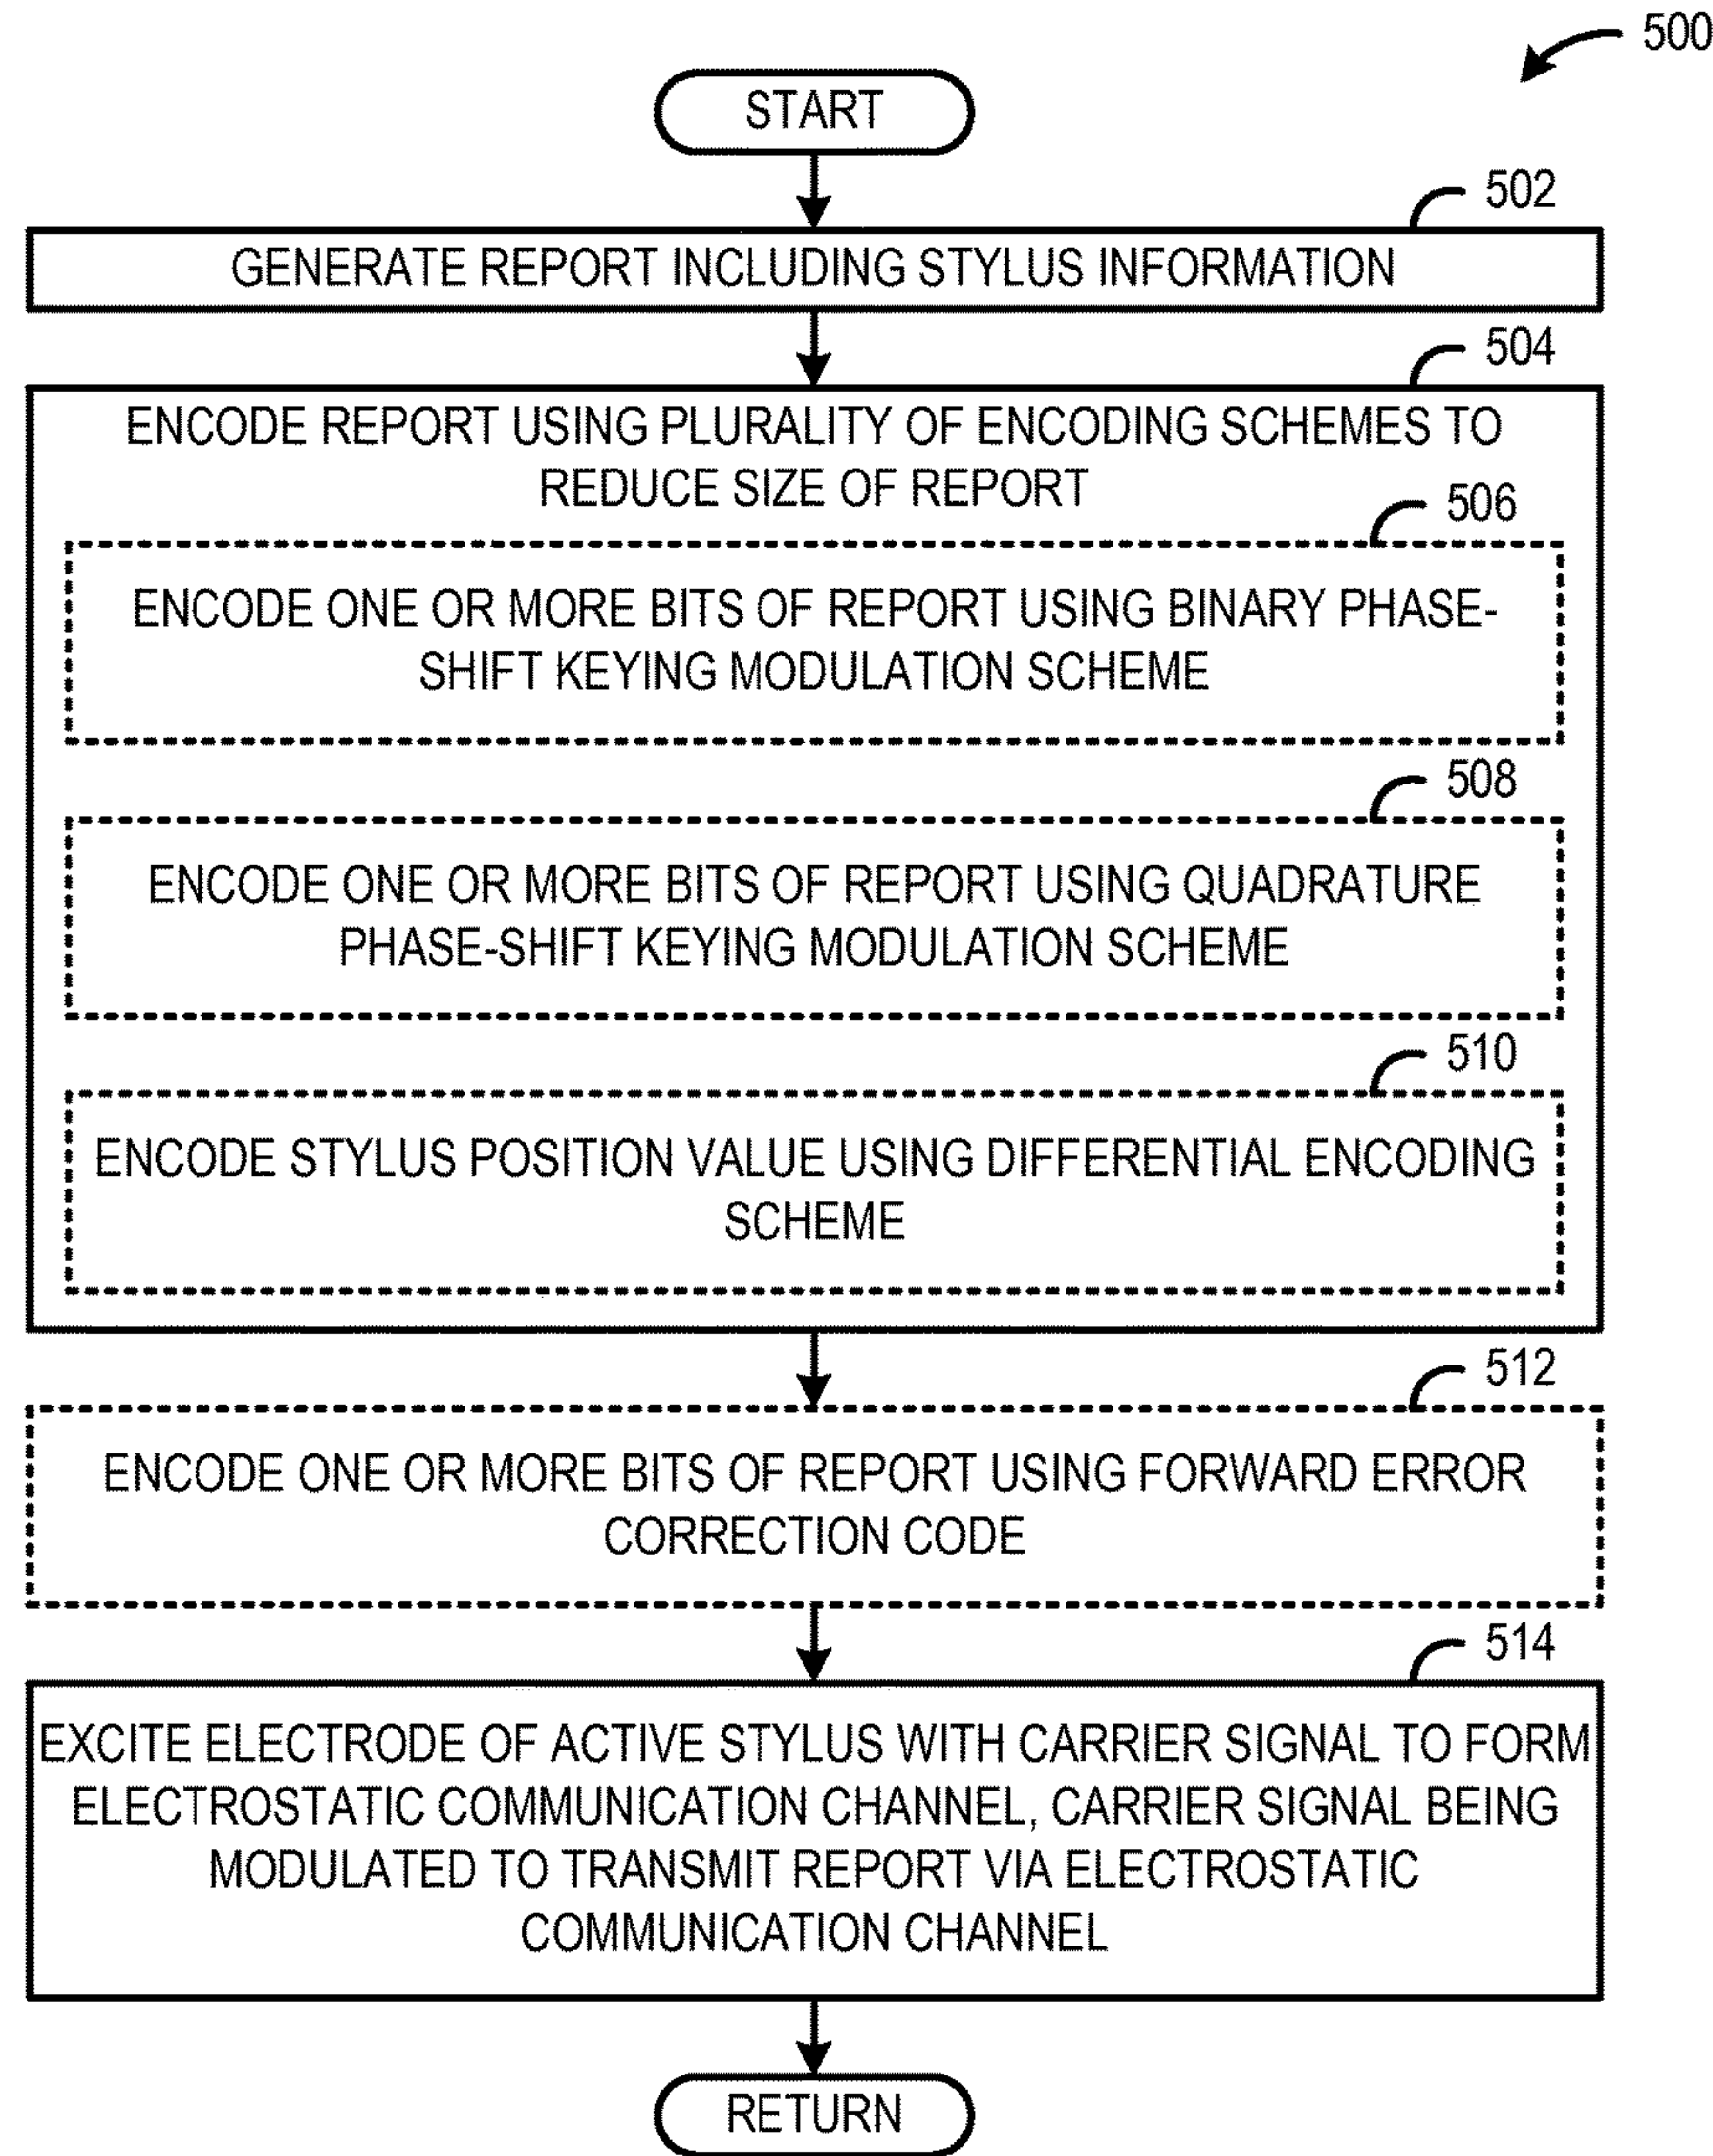 500
START
502
GENERATE REPORT INCLUDING STYLUS INFORMATION
504
ENCODE REPORT USING PLURALITY OF ENCODING SCHEMES TO
REDUCE SIZE OF REPORT
506
ENCODE ONE OR MORE BITS OF REPORT USING BINARY PHASE-
SHIFT KEYING MODULATION SCHEME
508
ENCODE ONE OR MORE BITS OF REPORT USING QUADRATURE
PHASE-SHIFT KEYING MODULATION SCHEME
510
ENCODE STYLUS POSITION VALUE USING DIFFERENTIAL ENCODING
SCHEME
512
ENCODE ONE OR MORE BITS OF REPORT USING FORWARD ERROR
CORRECTION CODE
514
EXCITE ELECTRODE OF ACTIVE STYLUS WITH CARRIER SIGNAL TO FORM
ELECTROSTATIC COMMUNICATION CHANNEL, CARRIER SIGNAL BEING
MODULATED TO TRANSMIT REPORT VIA ELECTROSTATIC
COMMUNICATION CHANNEL
RETURN